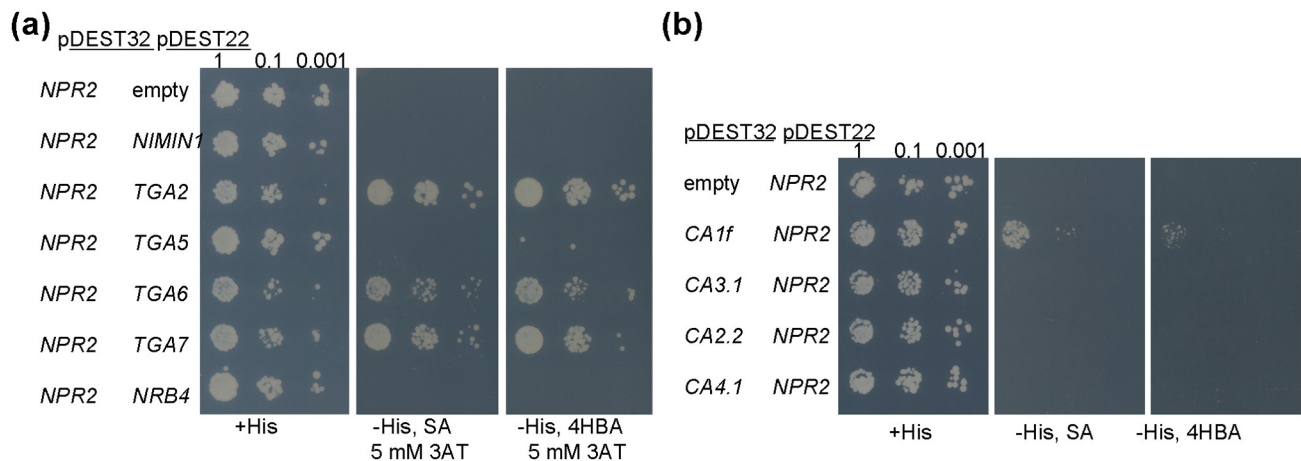 (a)
pDEST32 pDEST22
1 0.1 0.001
NPR2 empty
NPR2 NIMIN1
NPR2 TGA2
NPR2 TGA5
NPR2 TGA6
NPR2 TGA7
NPR2 NRB4
+His
-His, SA
5 mM 3AT
-His, 4HBA
5 mM 3AT
(b)
pDEST32 pDEST22
1 0.1 0.001
empty NPR2
CA1f NPR2
CA3.1 NPR2
CA2.2 NPR2
CA4.1 NPR2
+His
-His, SA
-His, 4HBA